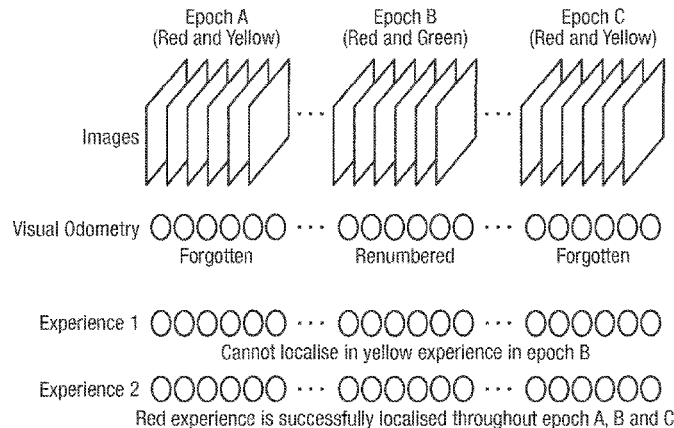 Epoch A Epoch B Epoch C
(Red and Yellow) (Red and Green) (Red and Yellow)
Images
Visual Odometry
Forgotten Renumbered Forgotten
Experience 1
Cannot localise in yellow experience in epoch B
Experience 2
Red experience is successfully localised throughout epoch A, B and C